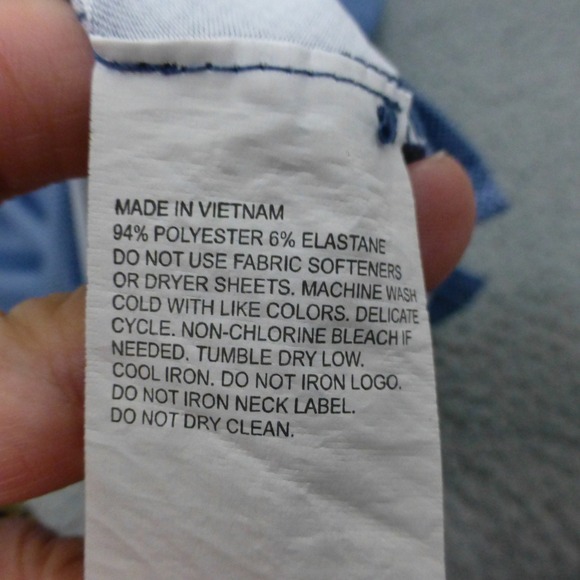 MADE IN VIETNAM
94% POLYESTER 6% ELASTANE
DO NOT USE FABRIC SOFTENERS
OR DRYER SHEETS. MACHINE WASH
COLD WITH LIKE COLORS. DELICATE
CYCLE. NON-CHLORINE BLEACH IF
NEEDED. TUMBLE DRY LOW.
COOL IRON. DO NOT IRON LOGO.
DO NOT IRON NECK LABEL.
DO NOT DRY CLEAN.